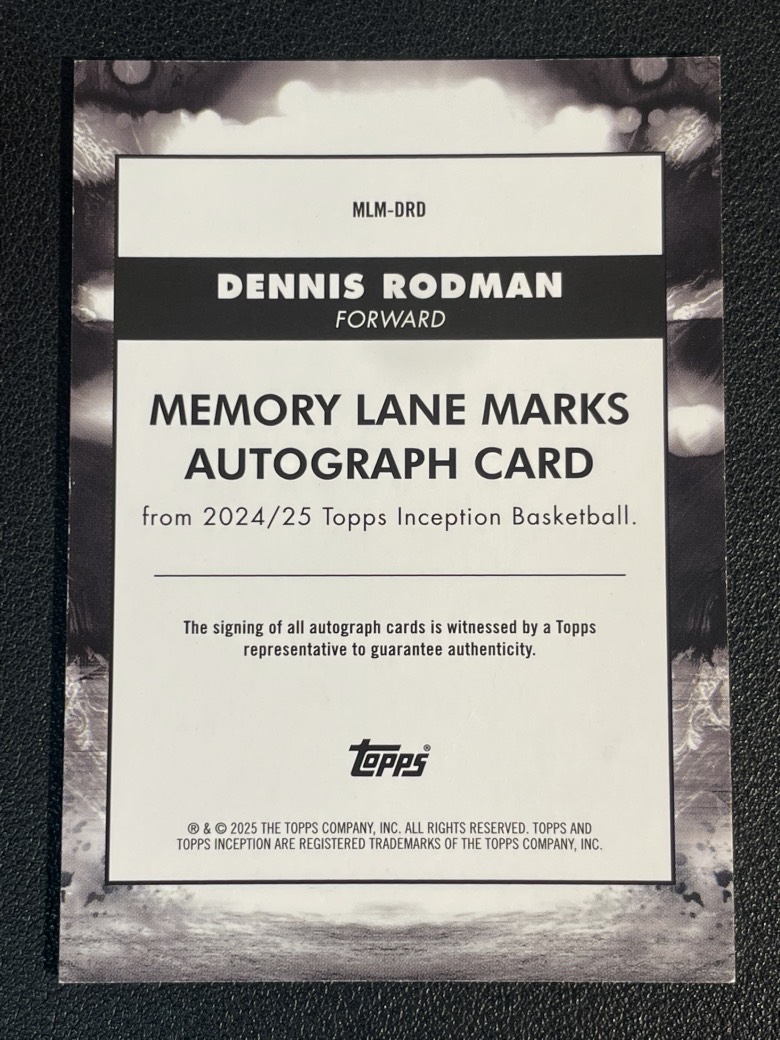 MLM-DRD
DENNIS RODMAN
FORWARD
MEMORY LANE MARKS
AUTOGRAPH CARD
from 2024/25 Topps Inception Basketball.
The signing of all autograph cards is witnessed by a Topps
representative to guarantee authenticity.
topps®
® & © 2025 THE TOPPS COMPANY, INC. ALL RIGHTS RESERVED. TOPPS AND
TOPPS INCEPTION ARE REGISTERED TRADEMARKS OF THE TOPPS COMPANY, INC.